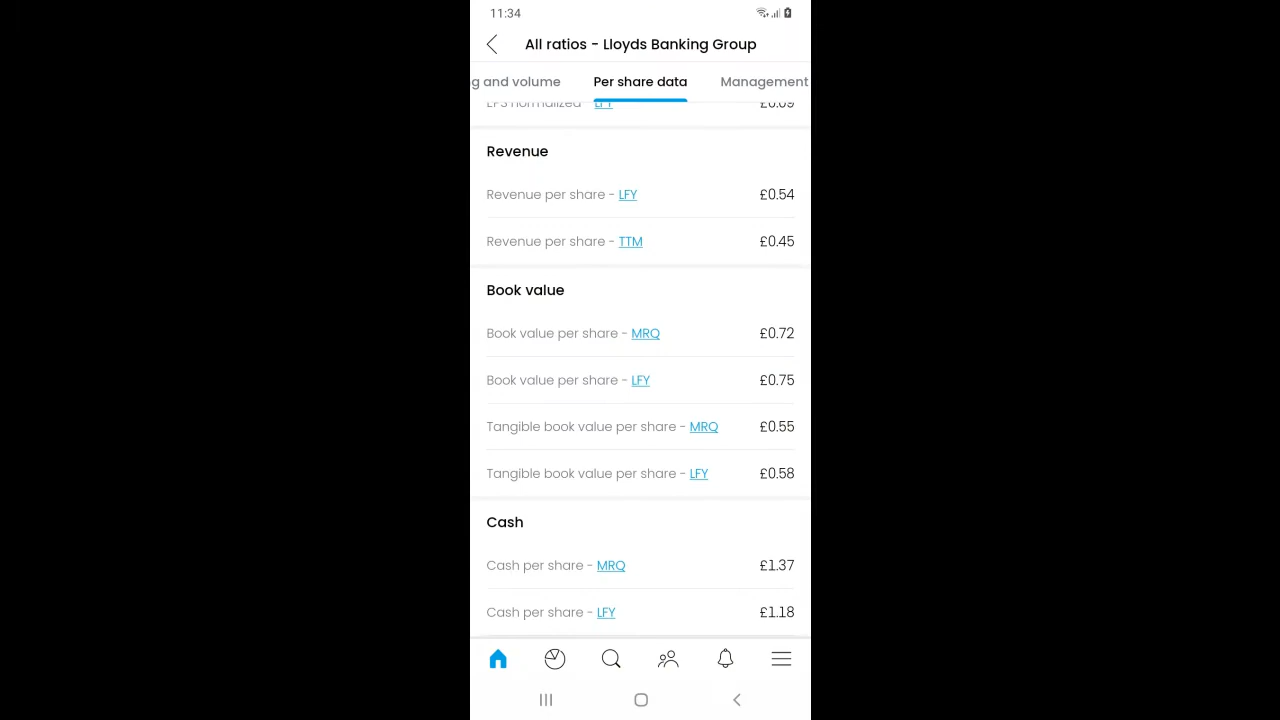 11:34
All ratios - Lloyds Banking Group
g and volume Per share data Management
EPS normalized LFY £0.09
Revenue
Revenue per share - LFY £0.54
Revenue per share - TTM £0.45
Book value
Book value per share - MRQ £0.72
Book value per share - LFY £0.75
Tangible book value per share - MRQ £0.55
Tangible book value per share - LFY £0.58
Cash
Cash per share - MRQ £1.37
Cash per share - LFY £1.18